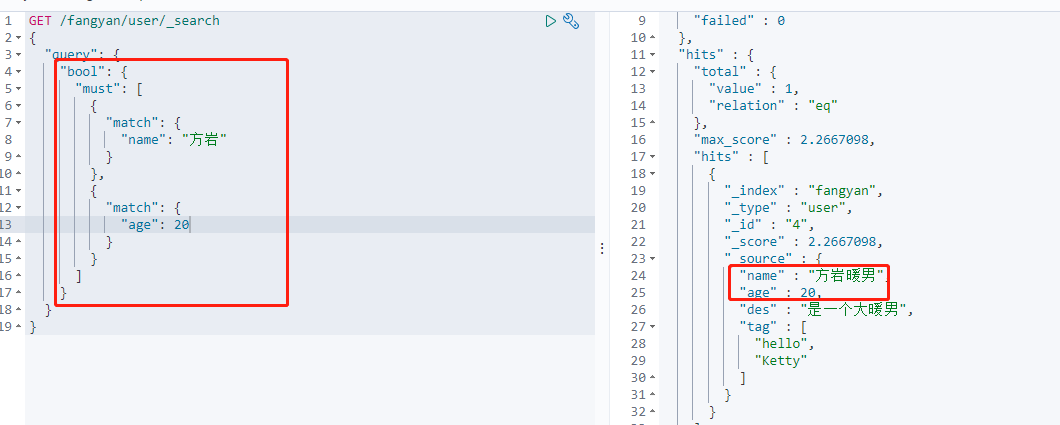 1 GET /fangyan/user/_search
2 {
3 "query": {
4 "bool": {
5 "must": [
6 {
7 "match": {
8 "name": "方岩"
9 }
10 },
11 {
12 "match": {
13 "age": 20
14 }
15 }
16 ]
17 }
18 }
19 }
9 "failed" : 0
10 },
11 "hits" : {
12 "total" : {
13 "value" : 1,
14 "relation" : "eq"
15 },
16 "max_score" : 2.2667098,
17 "hits" : [
18 {
19 "_index" : "fangyan",
20 "_type" : "user",
21 "_id" : "4",
22 "_score" : 2.2667098,
23 "_source" : {
24 "name" : "方岩暖男",
25 "age" : 20,
26 "des" : "是一个大暖男",
27 "tag" : [
28 "hello",
29 "Ketty"
30 ]
31 }
32 }